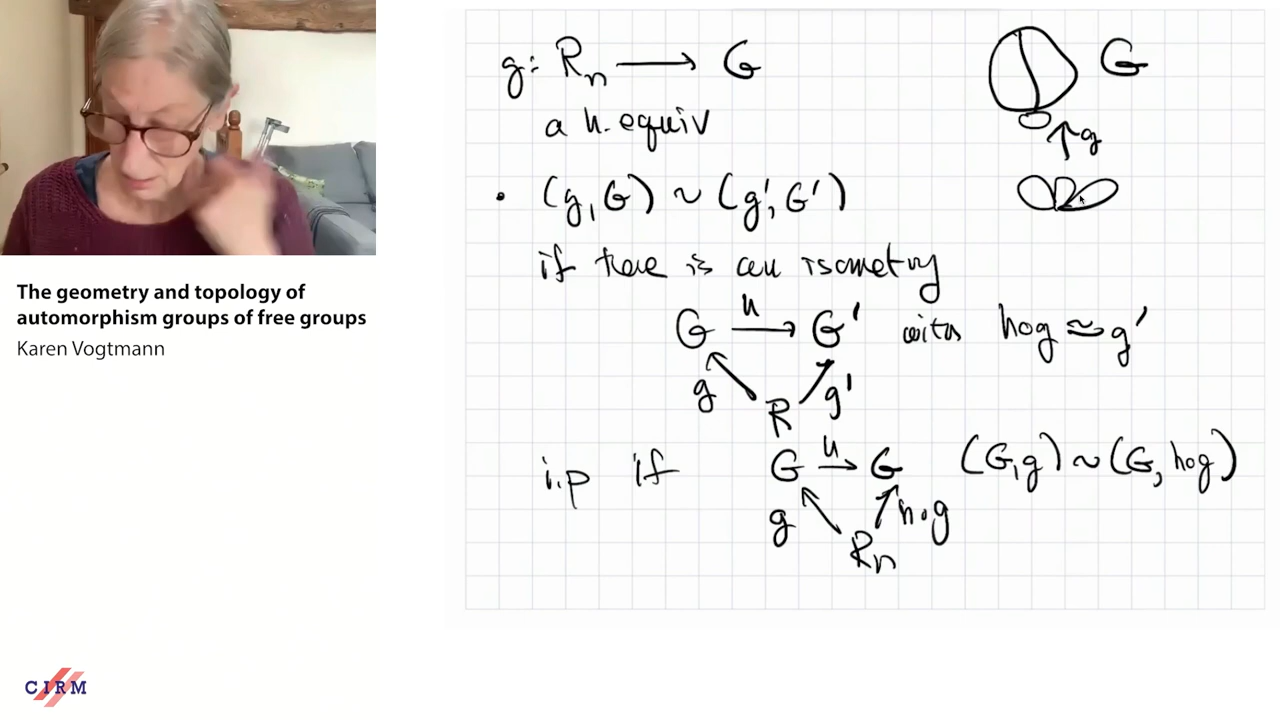 g: Rn ⟶ G
G
a h. equiv
g
• (g, G) ~ (g', G')
if there is an isometry
G h⟶ G' with h∘g ≃ g'
g g'
R
i.p if G h→ G (G, g) ~ (G, h∘g)
g h∘g
Rn
The geometry and topology of
automorphism groups of free groups
Karen Vogtmann
CIRM